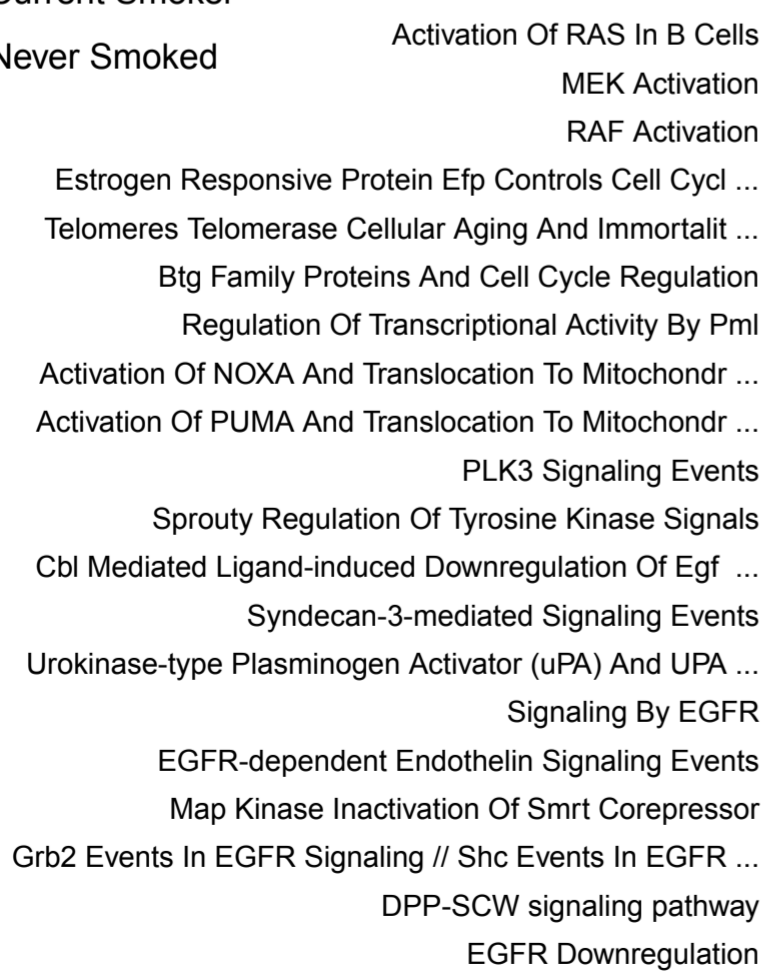 Smoker
Never Smoked
Activation Of RAS In B Cells
MEK Activation
RAF Activation
Estrogen Responsive Protein Efp Controls Cell Cycl ...
Telomeres Telomerase Cellular Aging And Immortalit ...
Btg Family Proteins And Cell Cycle Regulation
Regulation Of Transcriptional Activity By Pml
Activation Of NOXA And Translocation To Mitochondr ...
Activation Of PUMA And Translocation To Mitochondr ...
PLK3 Signaling Events
Sprouty Regulation Of Tyrosine Kinase Signals
Cbl Mediated Ligand-induced Downregulation Of Egf ...
Syndecan-3-mediated Signaling Events
Urokinase-type Plasminogen Activator (uPA) And UPA ...
Signaling By EGFR
EGFR-dependent Endothelin Signaling Events
Map Kinase Inactivation Of Smrt Corepressor
Grb2 Events In EGFR Signaling // Shc Events In EGFR ...
DPP-SCW signaling pathway
EGFR Downregulation